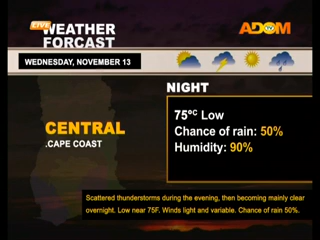 LIVE
WEATHER
FORCAST
ADOM TV
WEDNESDAY, NOVEMBER 13
NIGHT
75°C Low
Chance of rain: 50%
Humidity: 90%
CENTRAL
.CAPE COAST
Scattered thunderstorms during the evening, then becoming mainly clear
overnight. Low near 75F. Winds light and variable. Chance of rain 50%.